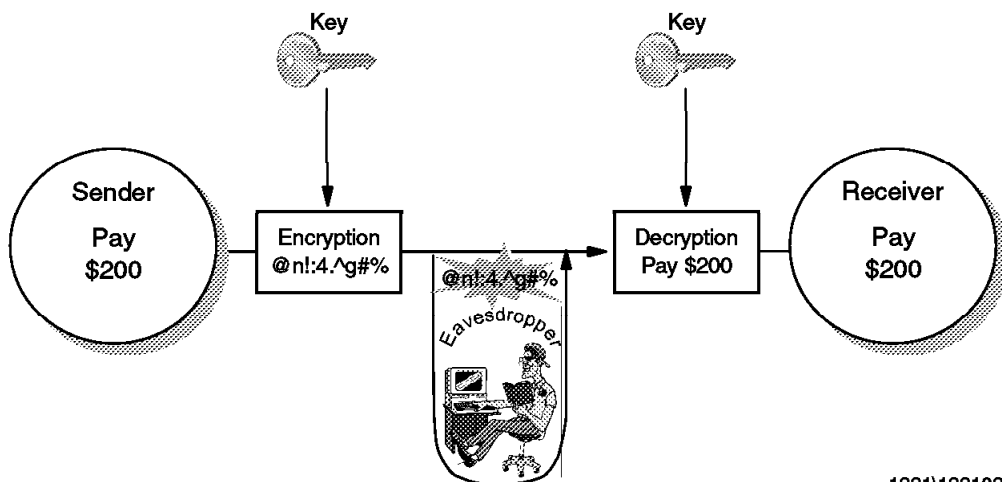 Key
Key
Sender
Pay
$200
Encryption
@n!:4.^g#%
@n!:4.^g#%
Eavesdropper
Decryption
Pay $200
Receiver
Pay
$200